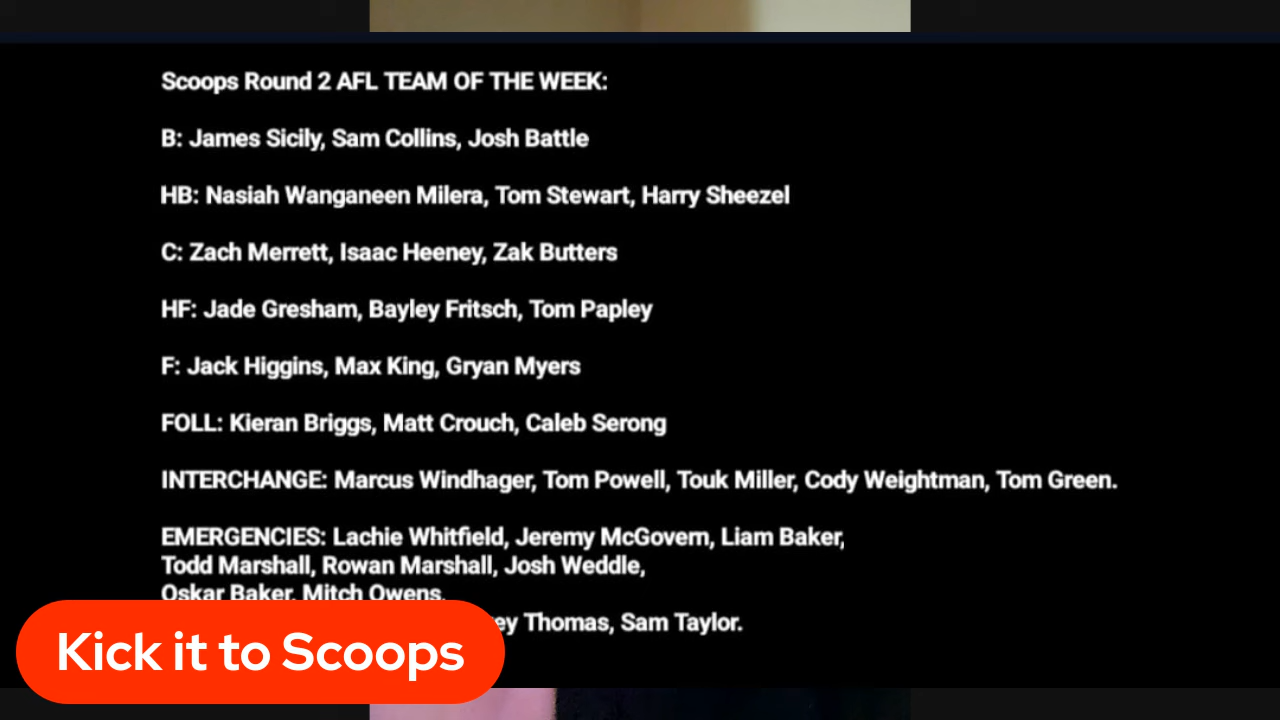 Scoops Round 2 AFL TEAM OF THE WEEK:
B: James Sicily, Sam Collins, Josh Battle
HB: Nasiah Wanganeen Milera, Tom Stewart, Harry Sheezel
C: Zach Merrett, Isaac Heeney, Zak Butters
HF: Jade Gresham, Bayley Fritsch, Tom Papley
F: Jack Higgins, Max King, Gryan Myers
FOLL: Kieran Briggs, Matt Crouch, Caleb Serong
INTERCHANGE: Marcus Windhager, Tom Powell, Touk Miller, Cody Weightman, Tom Green.
EMERGENCIES: Lachie Whitfield, Jeremy McGovern, Liam Baker,
Todd Marshall, Rowan Marshall, Josh Weddle,
Oskar Baker, Mitch Owens,
Thomas, Sam Taylor.
Kick it to Scoops